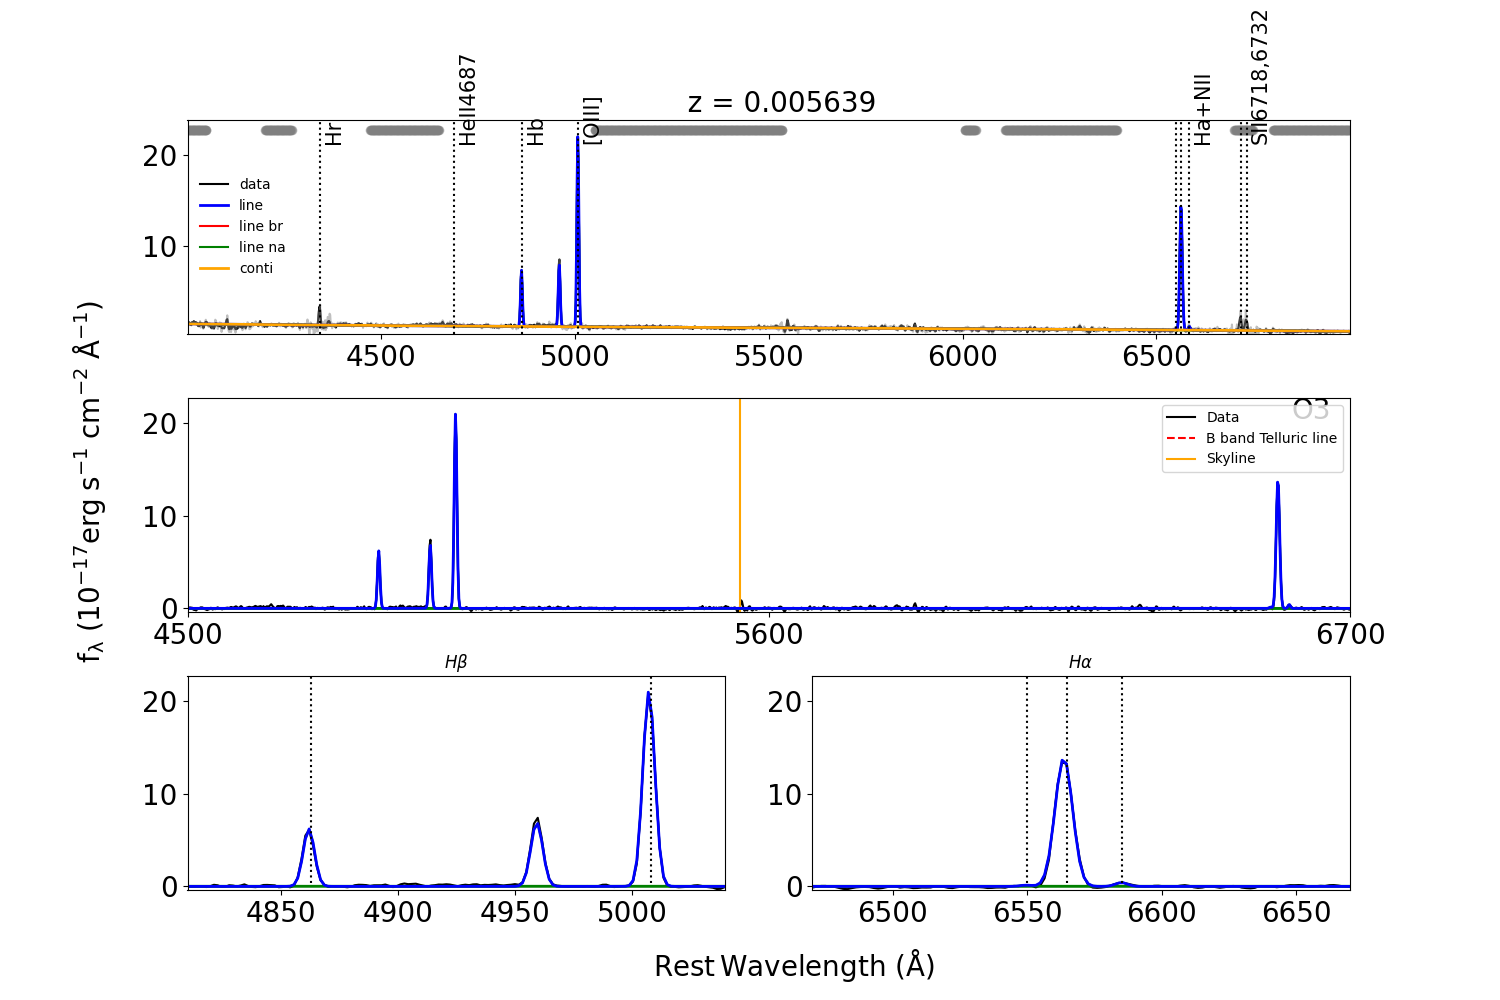 z = 0.005639
Hr
HeII4687
Hb
[OIII]
Ha+NII
SII6718,6732
20
10
data
line
line br
line na
conti
4500 5000 5500 6000 6500
f_λ (10^−17 erg s^−1 cm^−2 Å^−1)
O3
20
10
0
Data
B band Telluric line
Skyline
4500 5600 6700
Hβ
20
10
0
4850 4900 4950 5000
Hα
20
10
0
6500 6550 6600 6650
Rest Wavelength (Å)